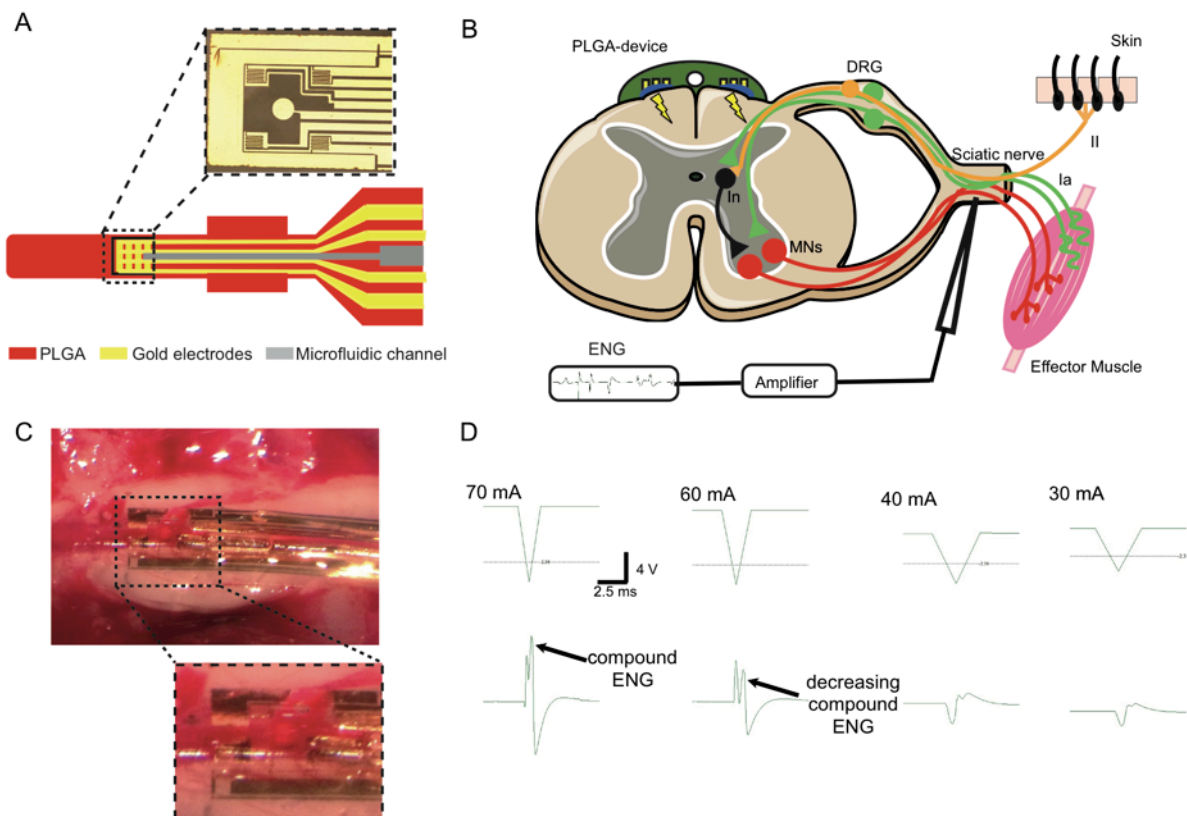 A
PLGA
Gold electrodes
Microfluidic channel
B
PLGA-device
DRG
Skin
II
Sciatic nerve
Ia
In
MNs
ENG
Amplifier
Effector Muscle
C
D
70 mA
60 mA
40 mA
30 mA
4 V
2.5 ms
compound
ENG
decreasing
compound
ENG